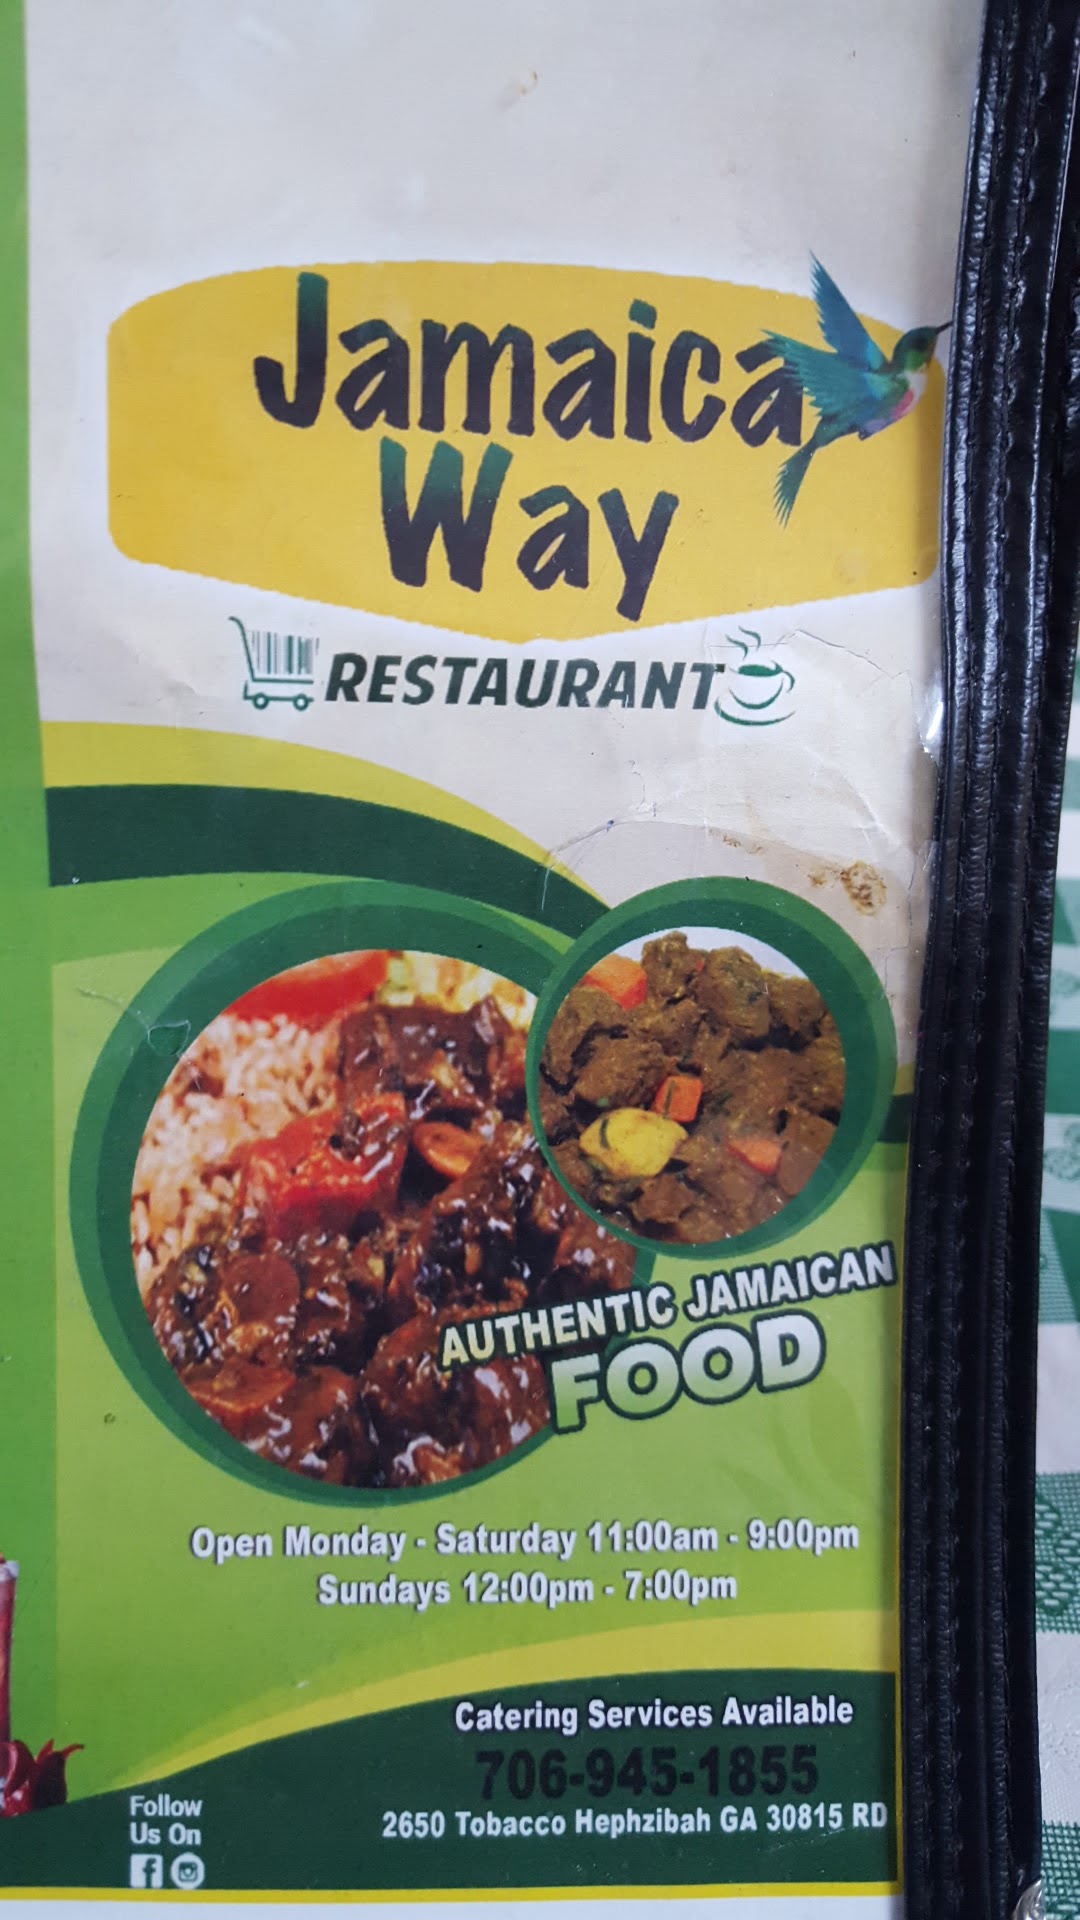 Jamaica
Way
RESTAURANT
AUTHENTIC JAMAICAN
FOOD
Open Monday - Saturday 11:00am - 9:00pm
Sundays 12:00pm - 7:00pm
Catering Services Available
706-945-1855
2650 Tobacco Hephzibah GA 30815 RD
Follow
Us On